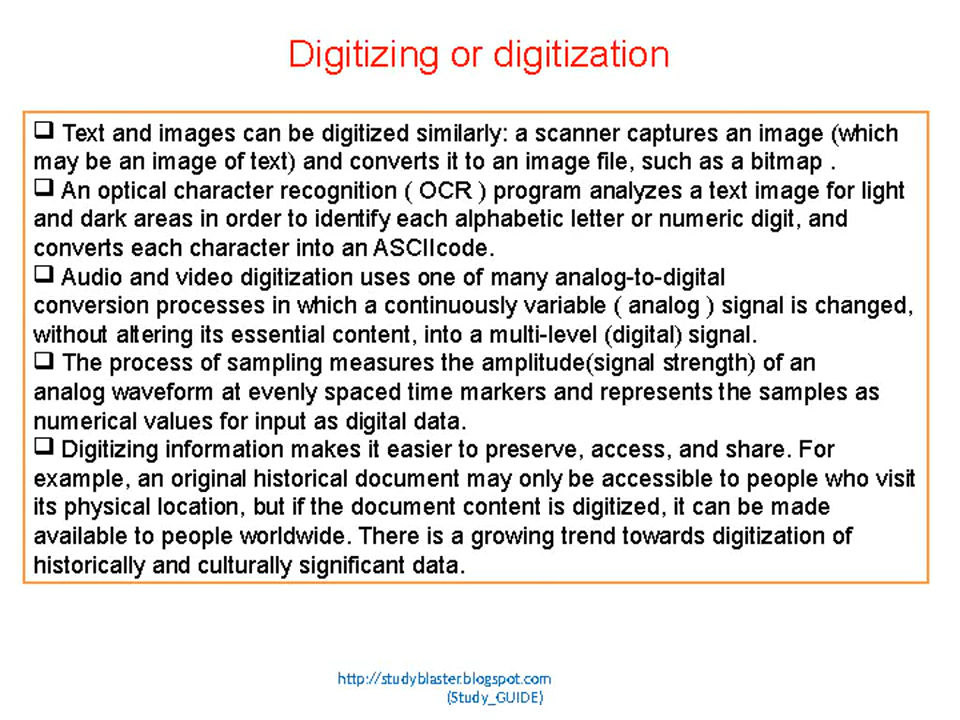 Digitizing or digitization
❑ Text and images can be digitized similarly: a scanner captures an image (which
may be an image of text) and converts it to an image file, such as a bitmap .
❑ An optical character recognition ( OCR ) program analyzes a text image for light
and dark areas in order to identify each alphabetic letter or numeric digit, and
converts each character into an ASCIIcode.
❑ Audio and video digitization uses one of many analog-to-digital
conversion processes in which a continuously variable ( analog ) signal is changed,
without altering its essential content, into a multi-level (digital) signal.
❑ The process of sampling measures the amplitude(signal strength) of an
analog waveform at evenly spaced time markers and represents the samples as
numerical values for input as digital data.
❑ Digitizing information makes it easier to preserve, access, and share. For
example, an original historical document may only be accessible to people who visit
its physical location, but if the document content is digitized, it can be made
available to people worldwide. There is a growing trend towards digitization of
historically and culturally significant data.
http://studyblaster.blogspot.com
(Study_GUIDE)